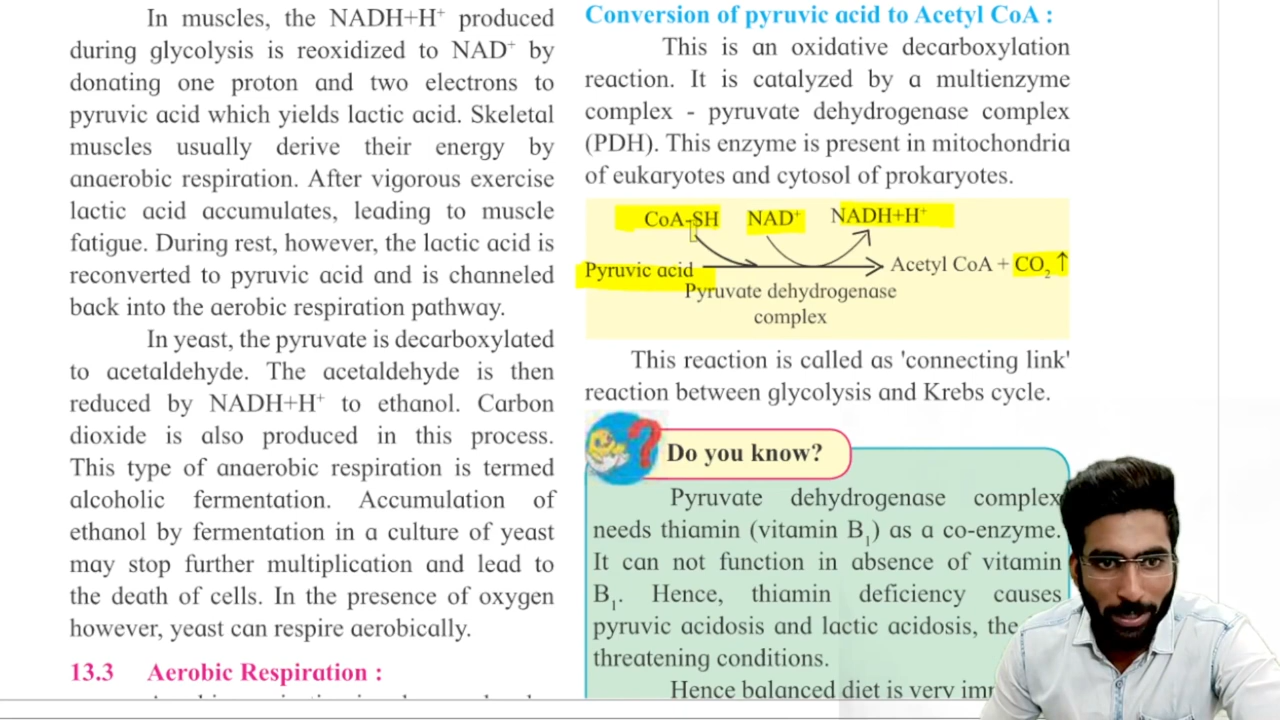 In muscles, the NADH+H⁺ produced
during glycolysis is reoxidized to NAD⁺ by
donating one proton and two electrons to
pyruvic acid which yields lactic acid. Skeletal
muscles usually derive their energy by
anaerobic respiration. After vigorous exercise
lactic acid accumulates, leading to muscle
fatigue. During rest, however, the lactic acid is
reconverted to pyruvic acid and is channeled
back into the aerobic respiration pathway.
In yeast, the pyruvate is decarboxylated
to acetaldehyde. The acetaldehyde is then
reduced by NADH+H⁺ to ethanol. Carbon
dioxide is also produced in this process.
This type of anaerobic respiration is termed
alcoholic fermentation. Accumulation of
ethanol by fermentation in a culture of yeast
may stop further multiplication and lead to
the death of cells. In the presence of oxygen
however, yeast can respire aerobically.
13.3 Aerobic Respiration :
Conversion of pyruvic acid to Acetyl CoA :
This is an oxidative decarboxylation
reaction. It is catalyzed by a multienzyme
complex - pyruvate dehydrogenase complex
(PDH). This enzyme is present in mitochondria
of eukaryotes and cytosol of prokaryotes.
CoA-SH NAD⁺ NADH+H⁺
Pyruvic acid → Acetyl CoA + CO₂ ↑
Pyruvate dehydrogenase
complex
This reaction is called as 'connecting link'
reaction between glycolysis and Krebs cycle.
Do you know?
Pyruvate dehydrogenase complex
needs thiamin (vitamin B₁) as a co-enzyme.
It can not function in absence of vitamin
B₁. Hence, thiamin deficiency causes
pyruvic acidosis and lactic acidosis, the
threatening conditions.
Hence balanced diet is very